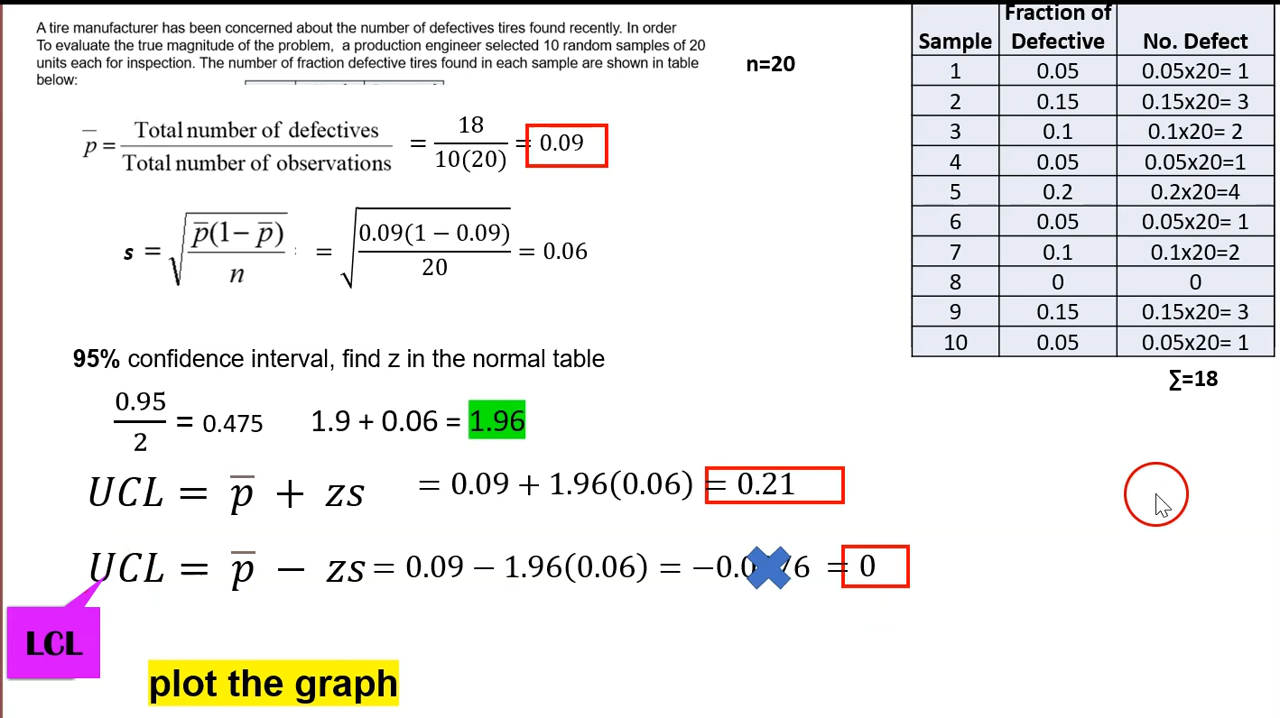 A tire manufacturer has been concerned about the number of defectives tires found recently. In order
To evaluate the true magnitude of the problem, a production engineer selected 10 random samples of 20
units each for inspection. The number of fraction defective tires found in each sample are shown in table
below:
n=20
p̅ = Total number of defectives / Total number of observations = 18 / 10(20) = 0.09
s = √(p̅(1− p̅) / n) = √(0.09(1 − 0.09) / 20) = 0.06
95% confidence interval, find z in the normal table
0.95 / 2 = 0.475 1.9 + 0.06 = 1.96
UCL = p̅ + zs = 0.09 + 1.96(0.06) = 0.21
UCL = p̅ − zs = 0.09 − 1.96(0.06) = = 0
LCL
plot the graph
Sample Fraction of Defective No. Defect
1 0.05 0.05x20= 1
2 0.15 0.15x20= 3
3 0.1 0.1x20= 2
4 0.05 0.05x20=1
5 0.2 0.2x20=4
6 0.05 0.05x20= 1
7 0.1 0.1x20=2
8 0 0
9 0.15 0.15x20= 3
10 0.05 0.05x20= 1
∑=18